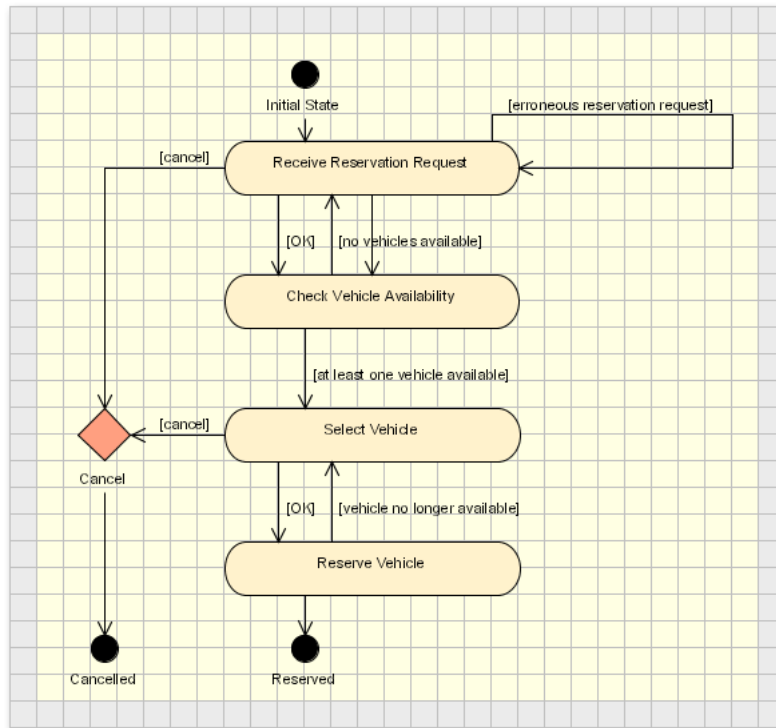 Initial State
[erroneous reservation request]
[cancel]
Receive Reservation Request
[OK]
[no vehicles available]
Check Vehicle Availability
[at least one vehicle available]
[cancel]
Select Vehicle
Cancel
[OK]
[vehicle no longer available]
Reserve Vehicle
Cancelled
Reserved